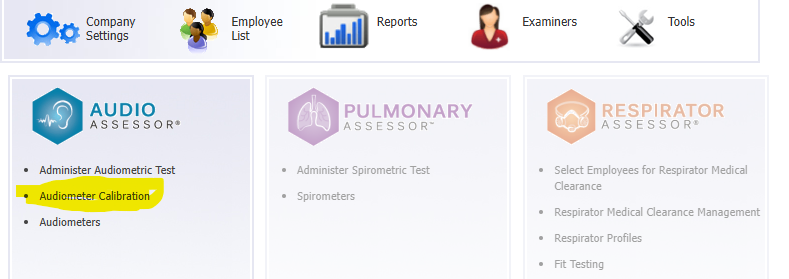 Company
Settings
Employee
List
Reports
Examiners
Tools
AUDIO
ASSESSOR®
Administer Audiometric Test
Audiometer Calibration
Audiometers
PULMONARY
ASSESSOR™
Administer Spirometric Test
Spirometers
RESPIRATOR
ASSESSOR®
Select Employees for Respirator Medical
Clearance
Respirator Medical Clearance Management
Respirator Profiles
Fit Testing